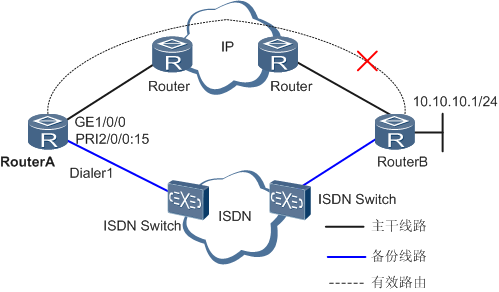 IP
R
R
Router
Router
10.10.10.1/24
GE1/0/0
R
PRI2/0/0:15
R
RouterA
RouterB
Dialer1
ISDN Switch
ISDN
ISDN Switch
主干线路
备份线路
有效路由